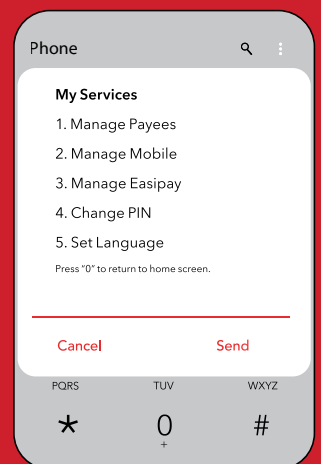 Phone
My Services
1. Manage Payees
2. Manage Mobile
3. Manage Easipay
4. Change PIN
5. Set Language
Press "0" to return to home screen.
Cancel Send
PQRS TUV WXYZ
* 0 #
+